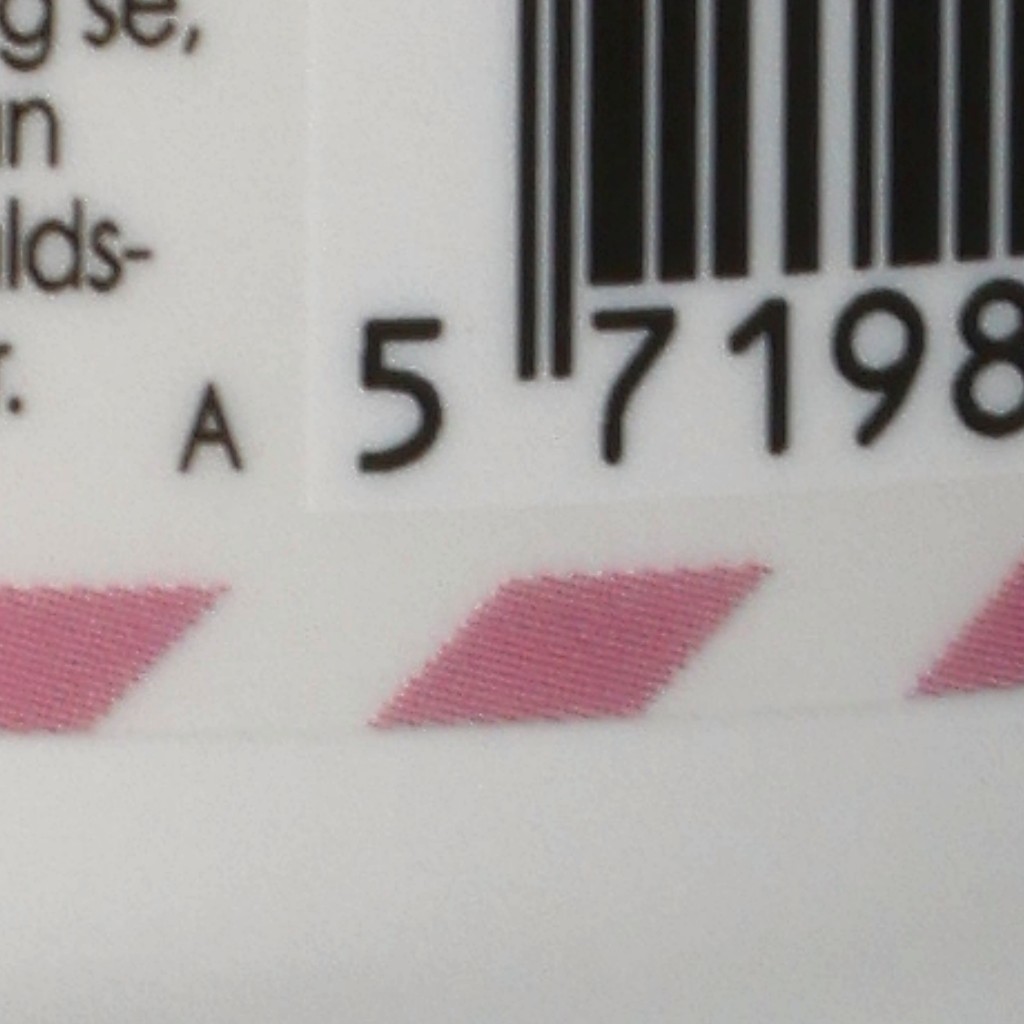 g se,
n
lds-
r.
A 5 7198